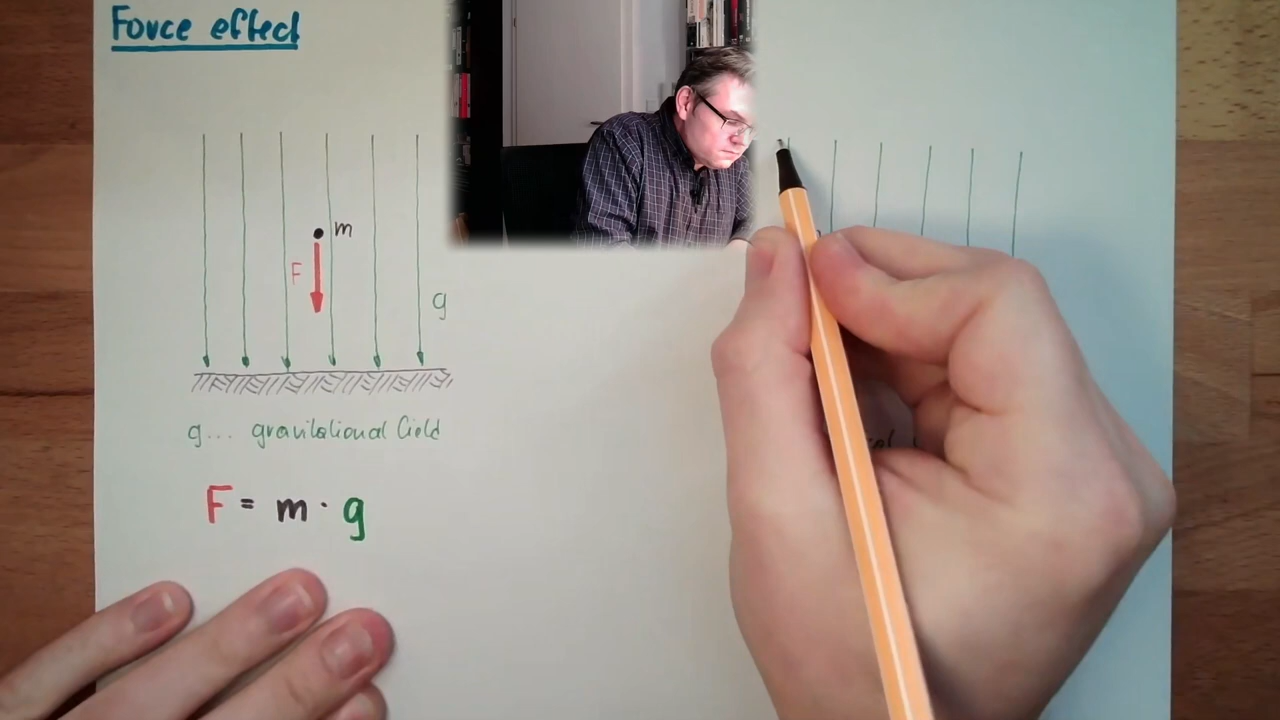 Force effect
m
F
g
g... gravitational field
F = m · g